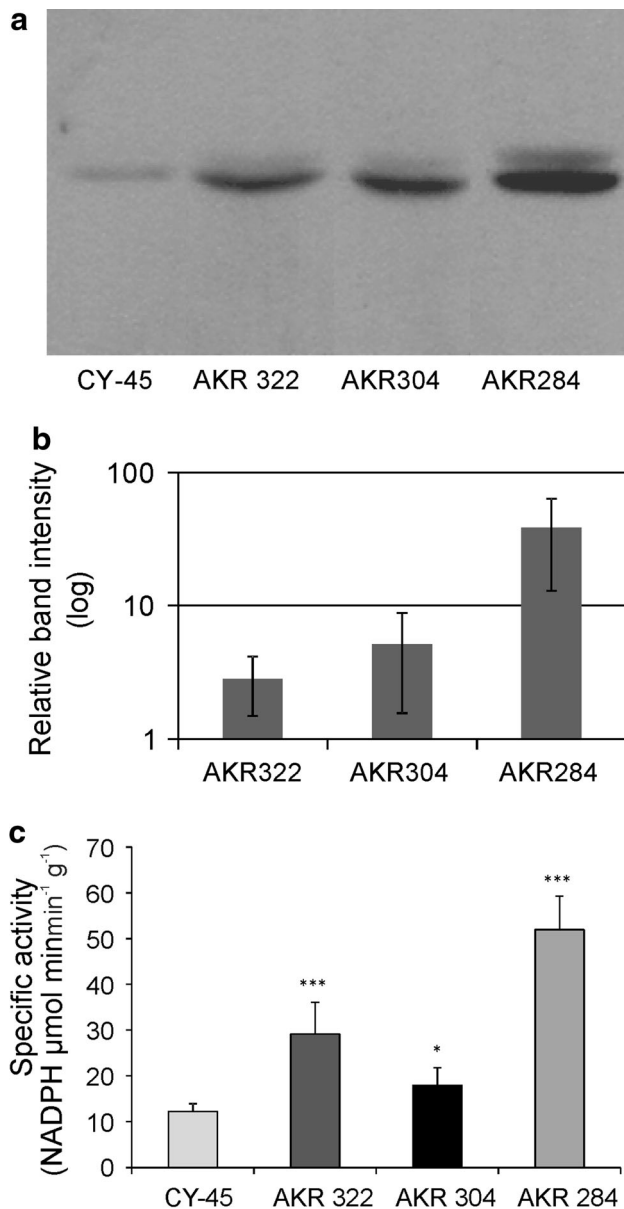 a
CY-45 AKR 322 AKR304 AKR284
b
Relative band intensity
(log)
100
10
1
AKR322 AKR304 AKR284
c
Specific activity
(NADPH µmol minmin⁻¹ g⁻¹)
70
60
50
40
30
20
10
0
***
*
***
CY-45 AKR 322 AKR 304 AKR 284